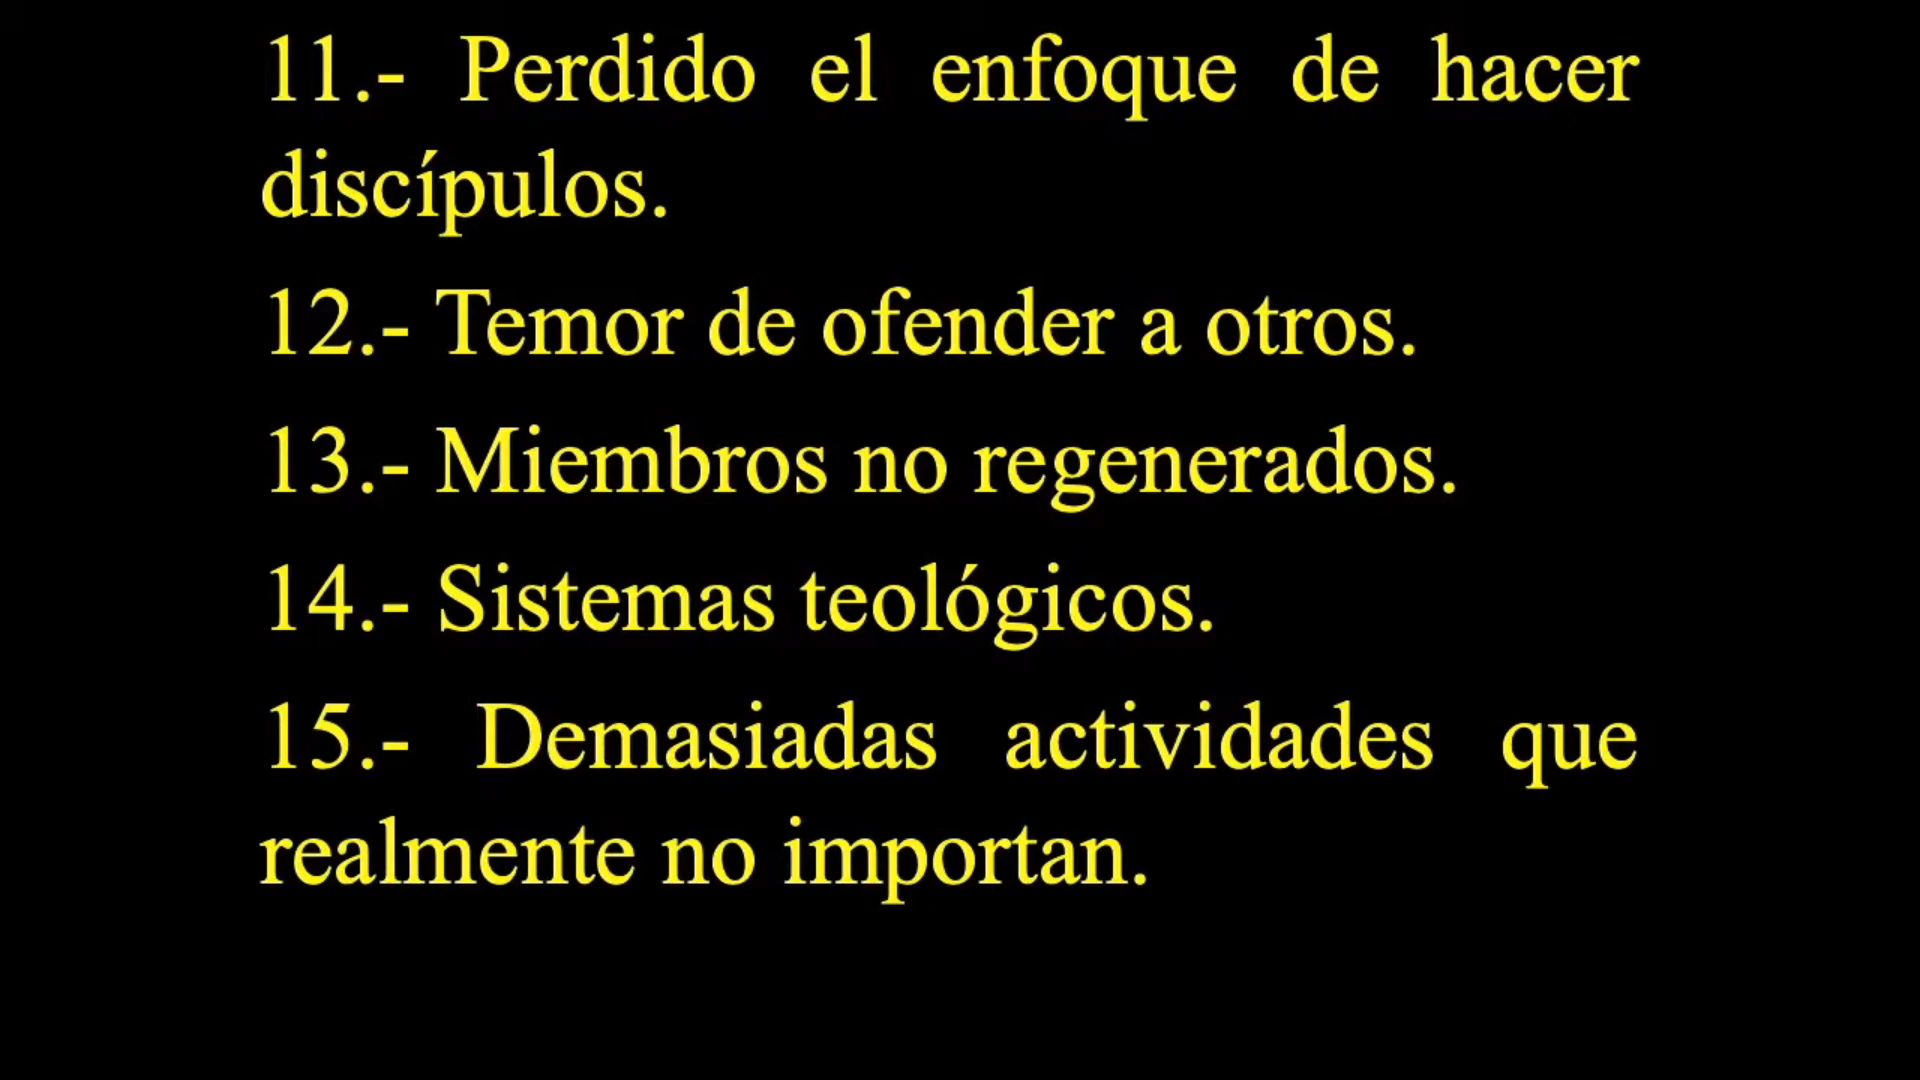 11.- Perdido el enfoque de hacer
discípulos.
12.- Temor de ofender a otros.
13.- Miembros no regenerados.
14.- Sistemas teológicos.
15.- Demasiadas actividades que
realmente no importan.